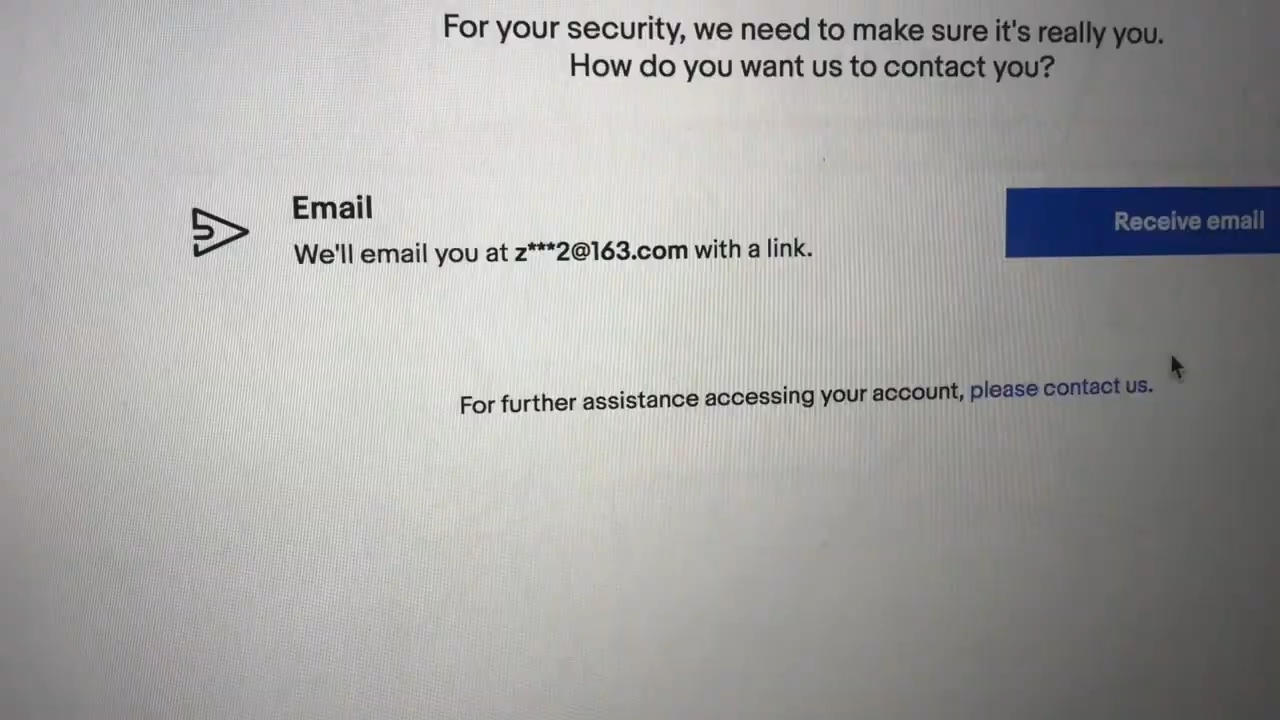 For your security, we need to make sure it's really you.
How do you want us to contact you?
Email
We'll email you at z***2@163.com with a link.
Receive email
For further assistance accessing your account, please contact us.